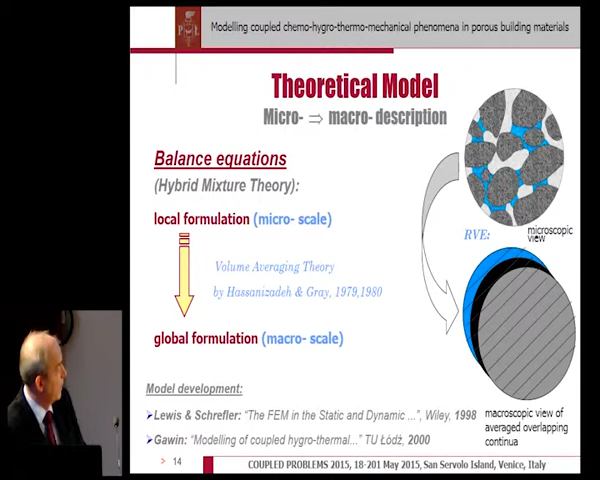 P Ł
Modelling coupled chemo-hygro-thermo-mechanical phenomena in porous building materials
Theoretical Model
Micro- ⇒ macro- description
Balance equations
(Hybrid Mixture Theory):
local formulation (micro- scale)
RVE:
microscopic
view
Volume Averaging Theory
by Hassanizadeh & Gray, 1979,1980
global formulation (macro- scale)
Model development:
Lewis & Schrefler: "The FEM in the Static and Dynamic ...", Wiley, 1998
Gawin: "Modelling of coupled hygro-thermal..." TU Łódź, 2000
macroscopic view of
averaged overlapping
continua
> 14
COUPLED PROBLEMS 2015, 18-201 May 2015, San Servolo Island, Venice, Italy